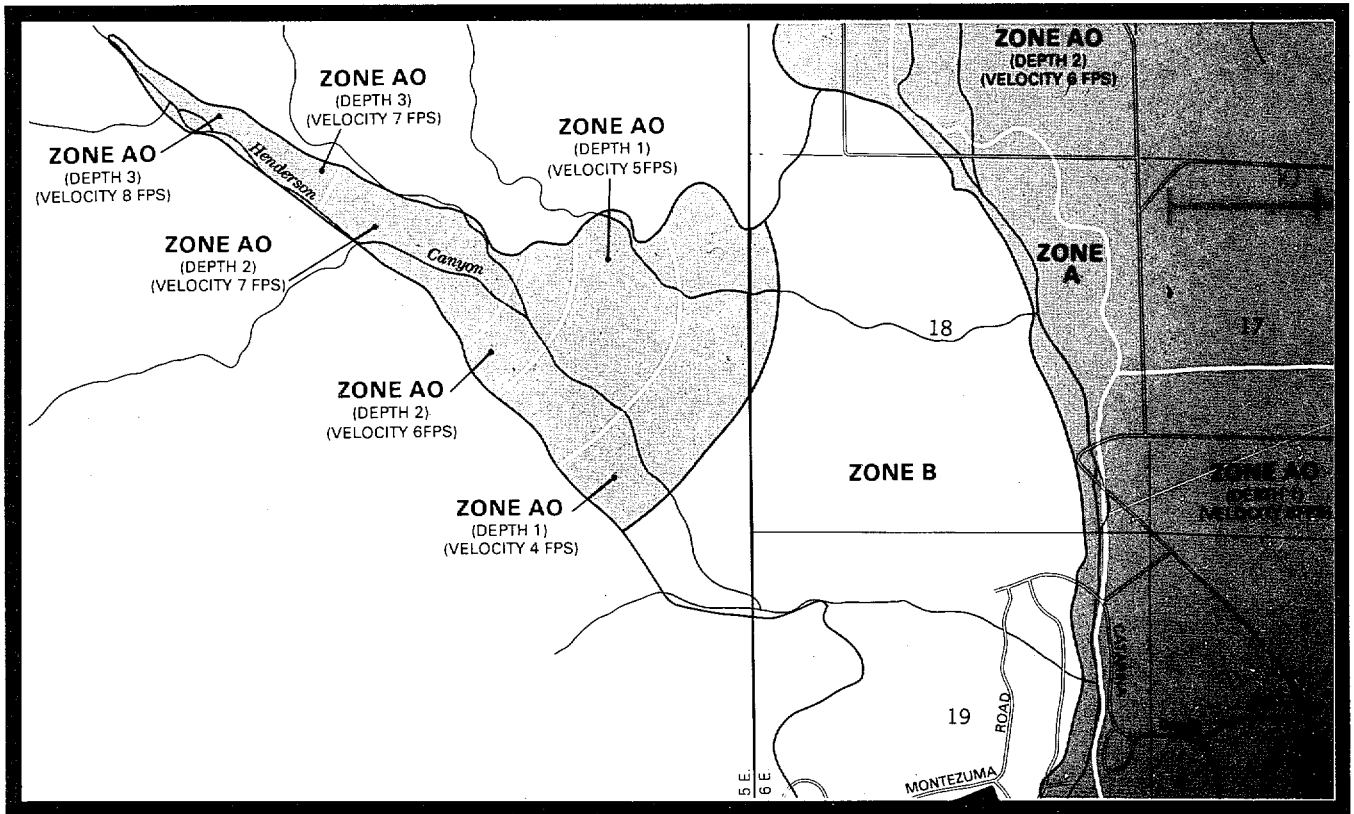 ZONE AO
(DEPTH 2)
(VELOCITY 6 FPS)
ZONE AO
(DEPTH 3)
(VELOCITY 7 FPS)
ZONE AO
(DEPTH 1)
(VELOCITY 5FPS)
ZONE AO
(DEPTH 3)
(VELOCITY 8 FPS)
Henderson
Canyon
ZONE AO
(DEPTH 2)
(VELOCITY 7 FPS)
ZONE
A
18
17
ZONE AO
(DEPTH 2)
(VELOCITY 6FPS)
ZONE B
ZONE AO
(DEPTH 1)
ZONE AO
(DEPTH 1)
(VELOCITY 4 FPS)
19
ROAD
MONTEZUMA
5 E.
6 E.